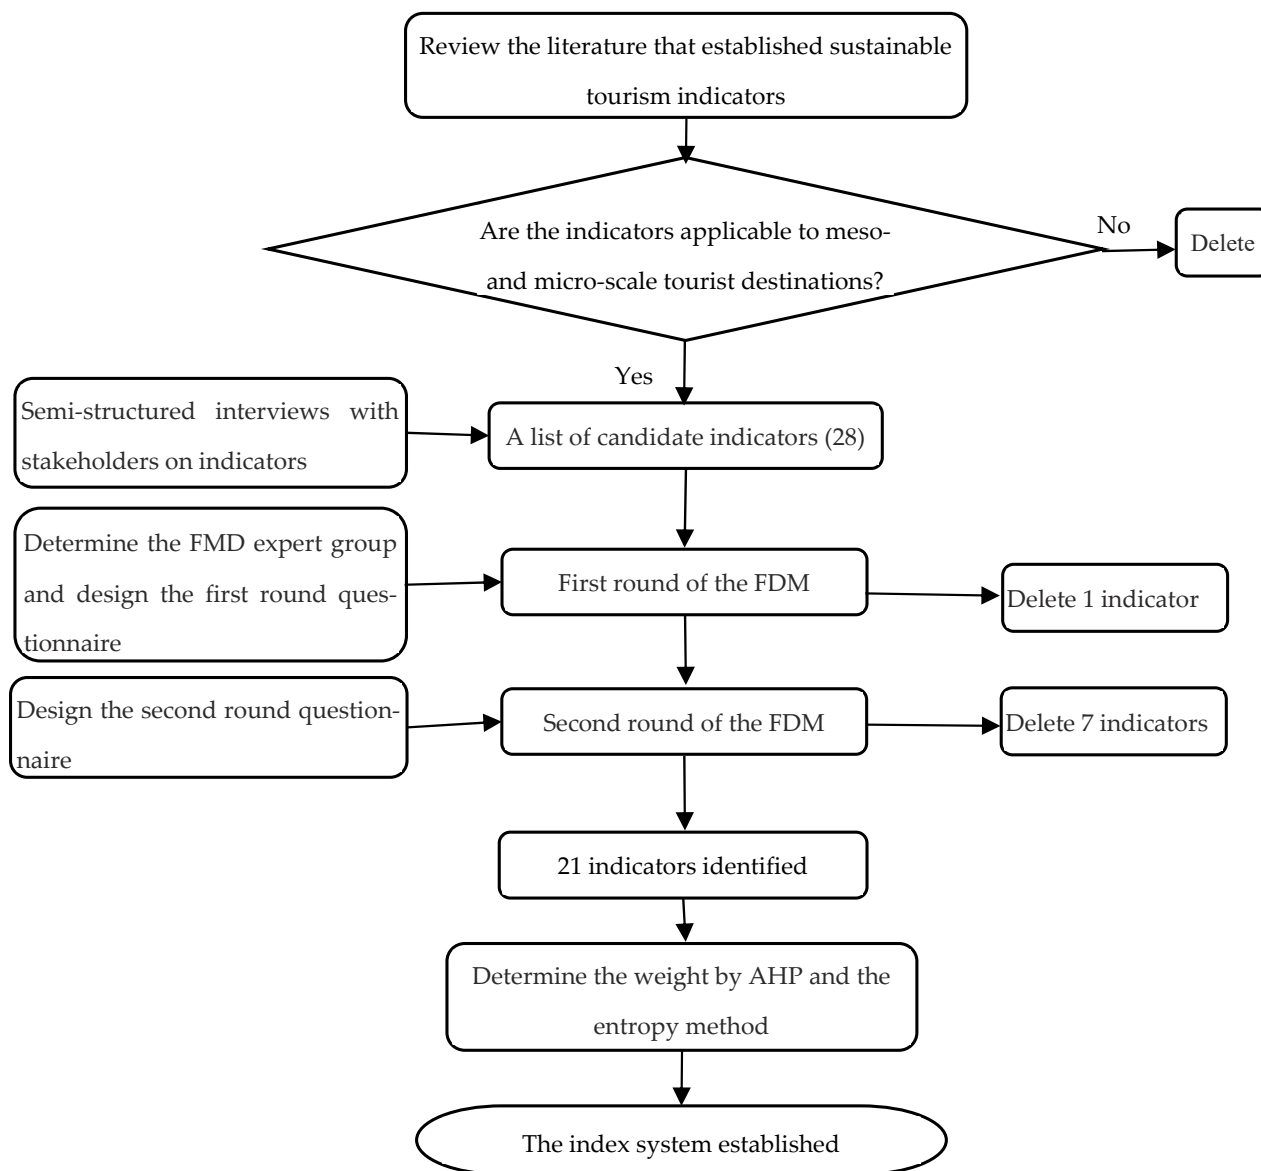 Review the literature that established sustainable
tourism indicators
Are the indicators applicable to meso-
and micro-scale tourist destinations?
No
Delete
Yes
Semi-structured interviews with
stakeholders on indicators
A list of candidate indicators (28)
Determine the FMD expert group
and design the first round ques-
tionnaire
First round of the FDM
Delete 1 indicator
Design the second round question-
naire
Second round of the FDM
Delete 7 indicators
21 indicators identified
Determine the weight by AHP and the
entropy method
The index system established